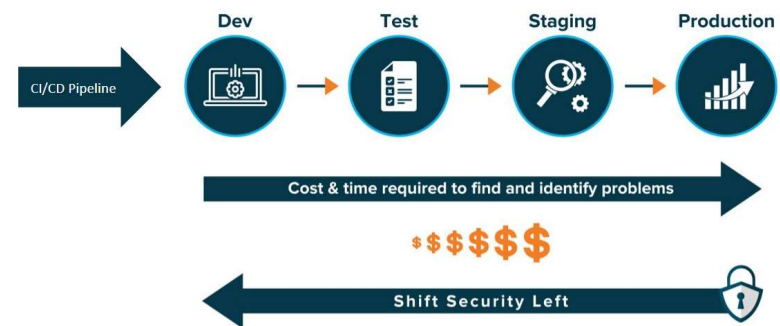 Dev Test Staging Production
CI/CD Pipeline
Cost & time required to find and identify problems
$ $ $ $ $ $
Shift Security Left